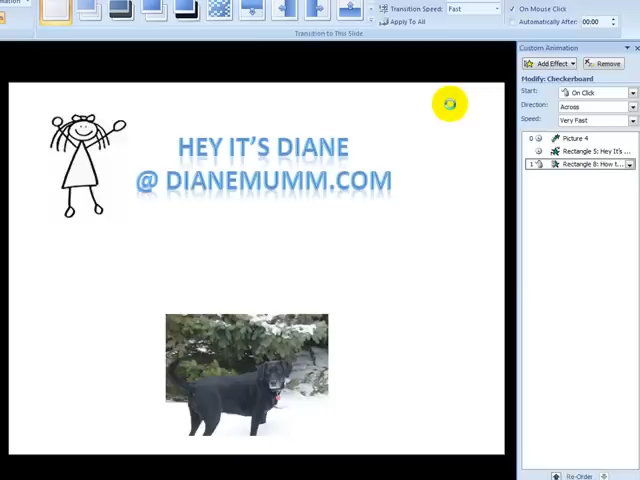 Transition Speed: Fast
Apply To All
On Mouse Click
Automatically After: 00:00
Transition to This Slide
Custom Animation
Add Effect
Remove
Modify: Checkerboard
Start: On Click
Direction: Across
Speed: Very Fast
0 Picture 4
Rectangle 5: Hey It's ...
1 Rectangle 8: How t...
HEY IT'S DIANE
@ DIANEMUMM.COM
Re-Order